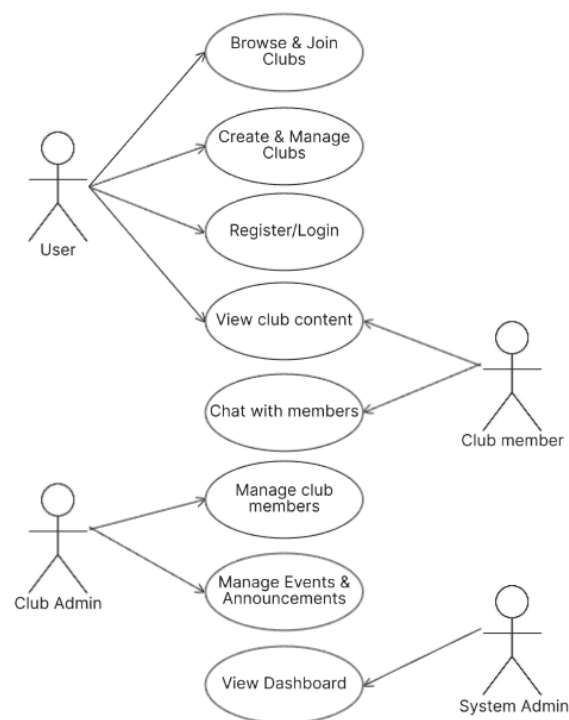 Browse & Join
Clubs
Create & Manage
Clubs
Register/Login
User
View club content
Chat with members
Club member
Manage club
members
Club Admin
Manage Events &
Announcements
View Dashboard
System Admin